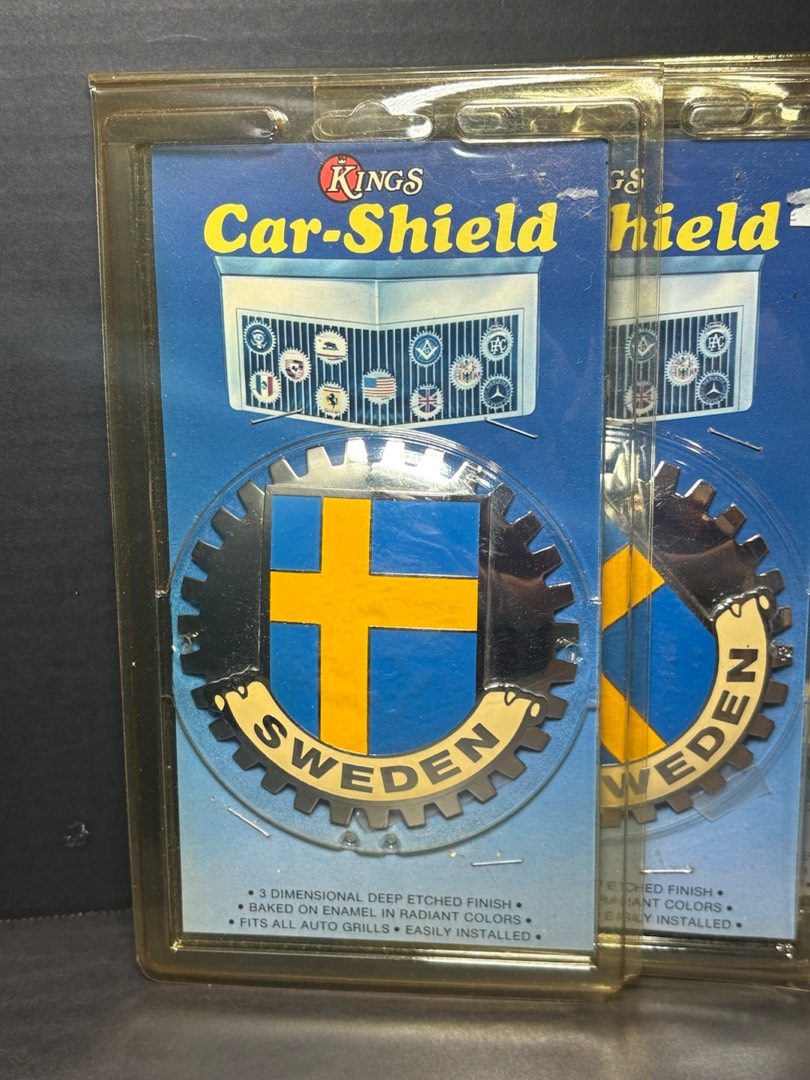 KINGS
Car-Shield
SWEDEN
• 3 DIMENSIONAL DEEP ETCHED FINISH •
• BAKED ON ENAMEL IN RADIANT COLORS •
• FITS ALL AUTO GRILLS • EASILY INSTALLED •
GS
hield
WEDEN
ETCHED FINISH •
RADIANT COLORS •
EASILY INSTALLED •